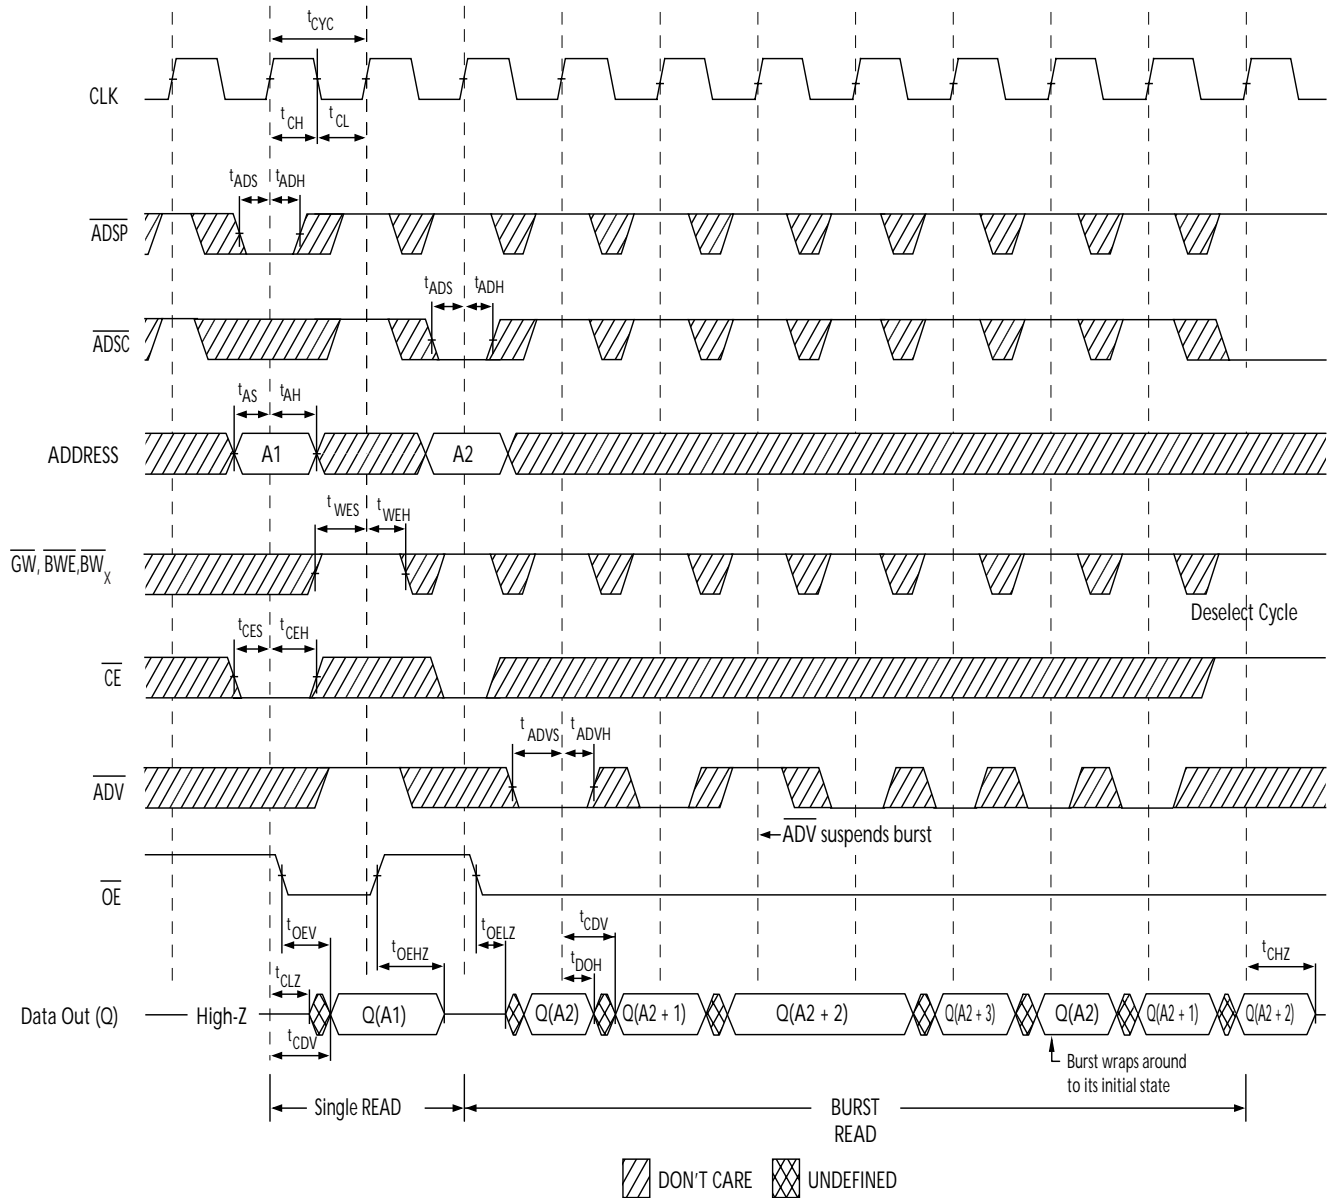 tCYC
CLK
tCH
tCL
tADS
tADH
ADSP
tADS
tADH
ADSC
tAS
tAH
ADDRESS
A1
A2
tWES
tWEH
GW, BWE,BWX
Deselect Cycle
tCES
tCEH
CE
tADVS
tADVH
ADV
ADV suspends burst
OE
tOEV
tOEHZ
tOELZ
tCDV
tDOH
tCLZ
tCHZ
Data Out (Q)
High-Z
Q(A1)
Q(A2)
Q(A2 + 1)
Q(A2 + 2)
Q(A2 + 3)
Q(A2)
Q(A2 + 1)
Q(A2 + 2)
tCDV
Burst wraps around
to its initial state
Single READ
BURST
READ
DON'T CARE
UNDEFINED